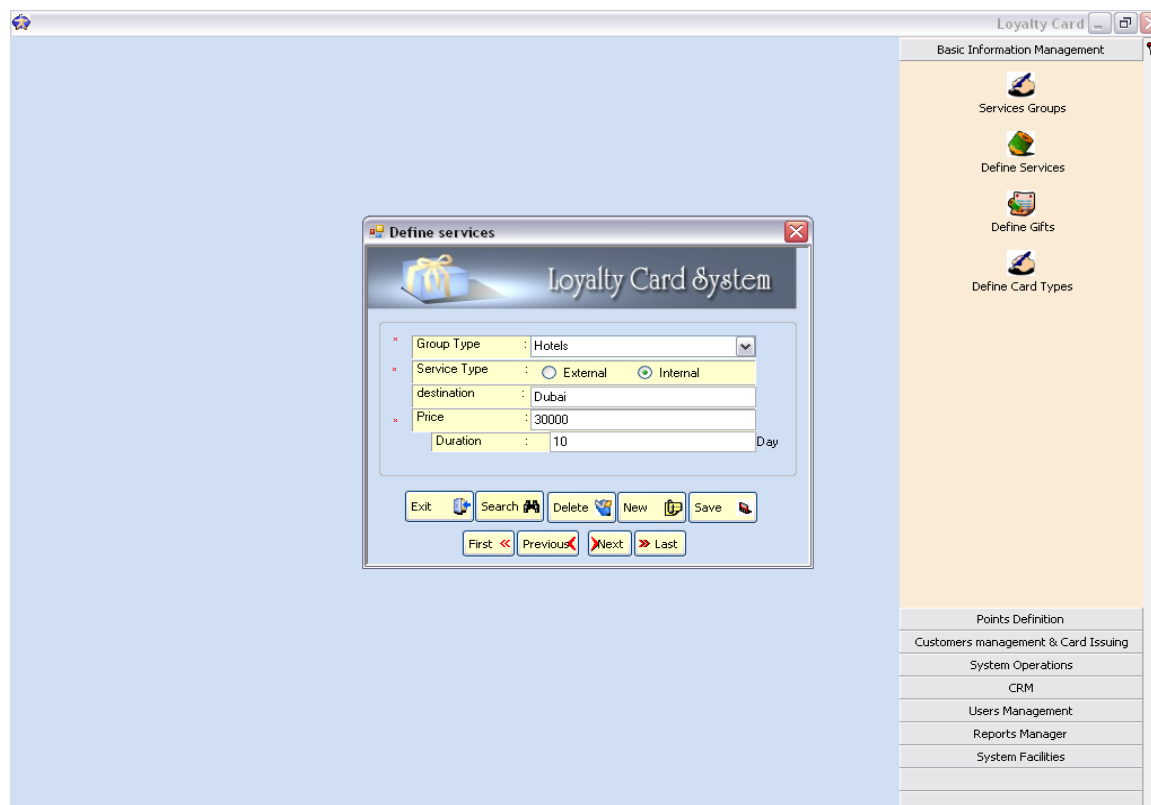 Loyalty Card
Basic Information Management
Services Groups
Define Services
Define Gifts
Define Card Types
Define services
Loyalty Card System
* Group Type : Hotels
* Service Type : External Internal
destination : Dubai
* Price : 30000
Duration : 10 Day
Exit Search Delete New Save
First Previous Next Last
Points Definition
Customers management & Card Issuing
System Operations
CRM
Users Management
Reports Manager
System Facilities